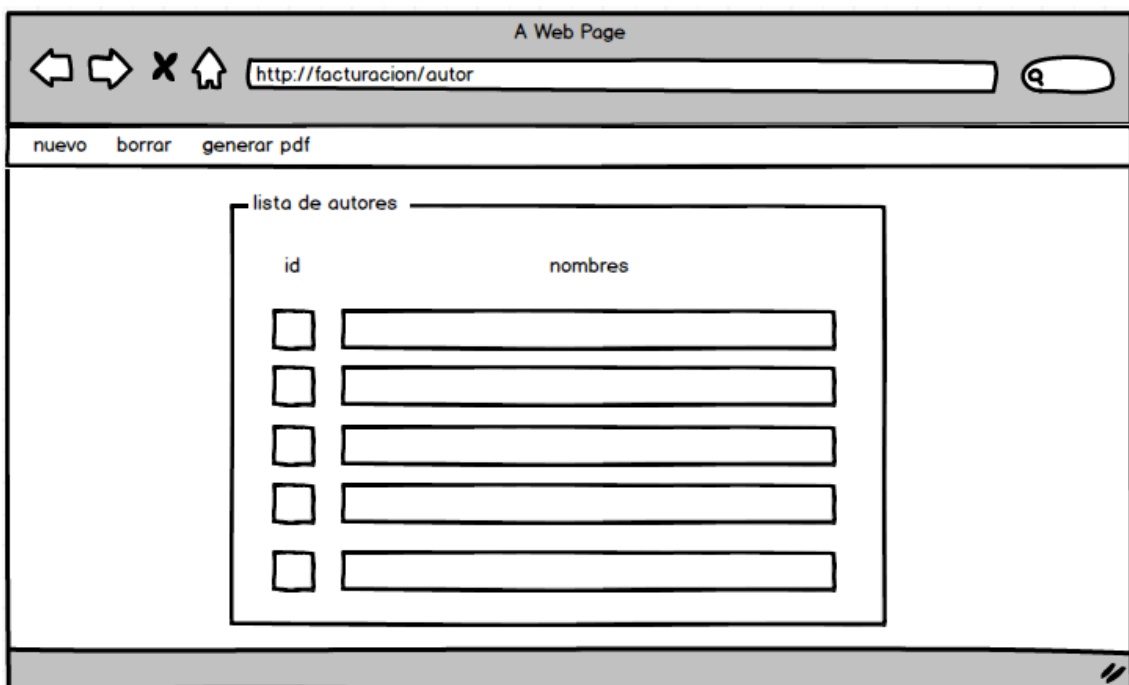 A Web Page
http://facturacion/autor
nuevo borrar generar pdf
lista de autores
id nombres